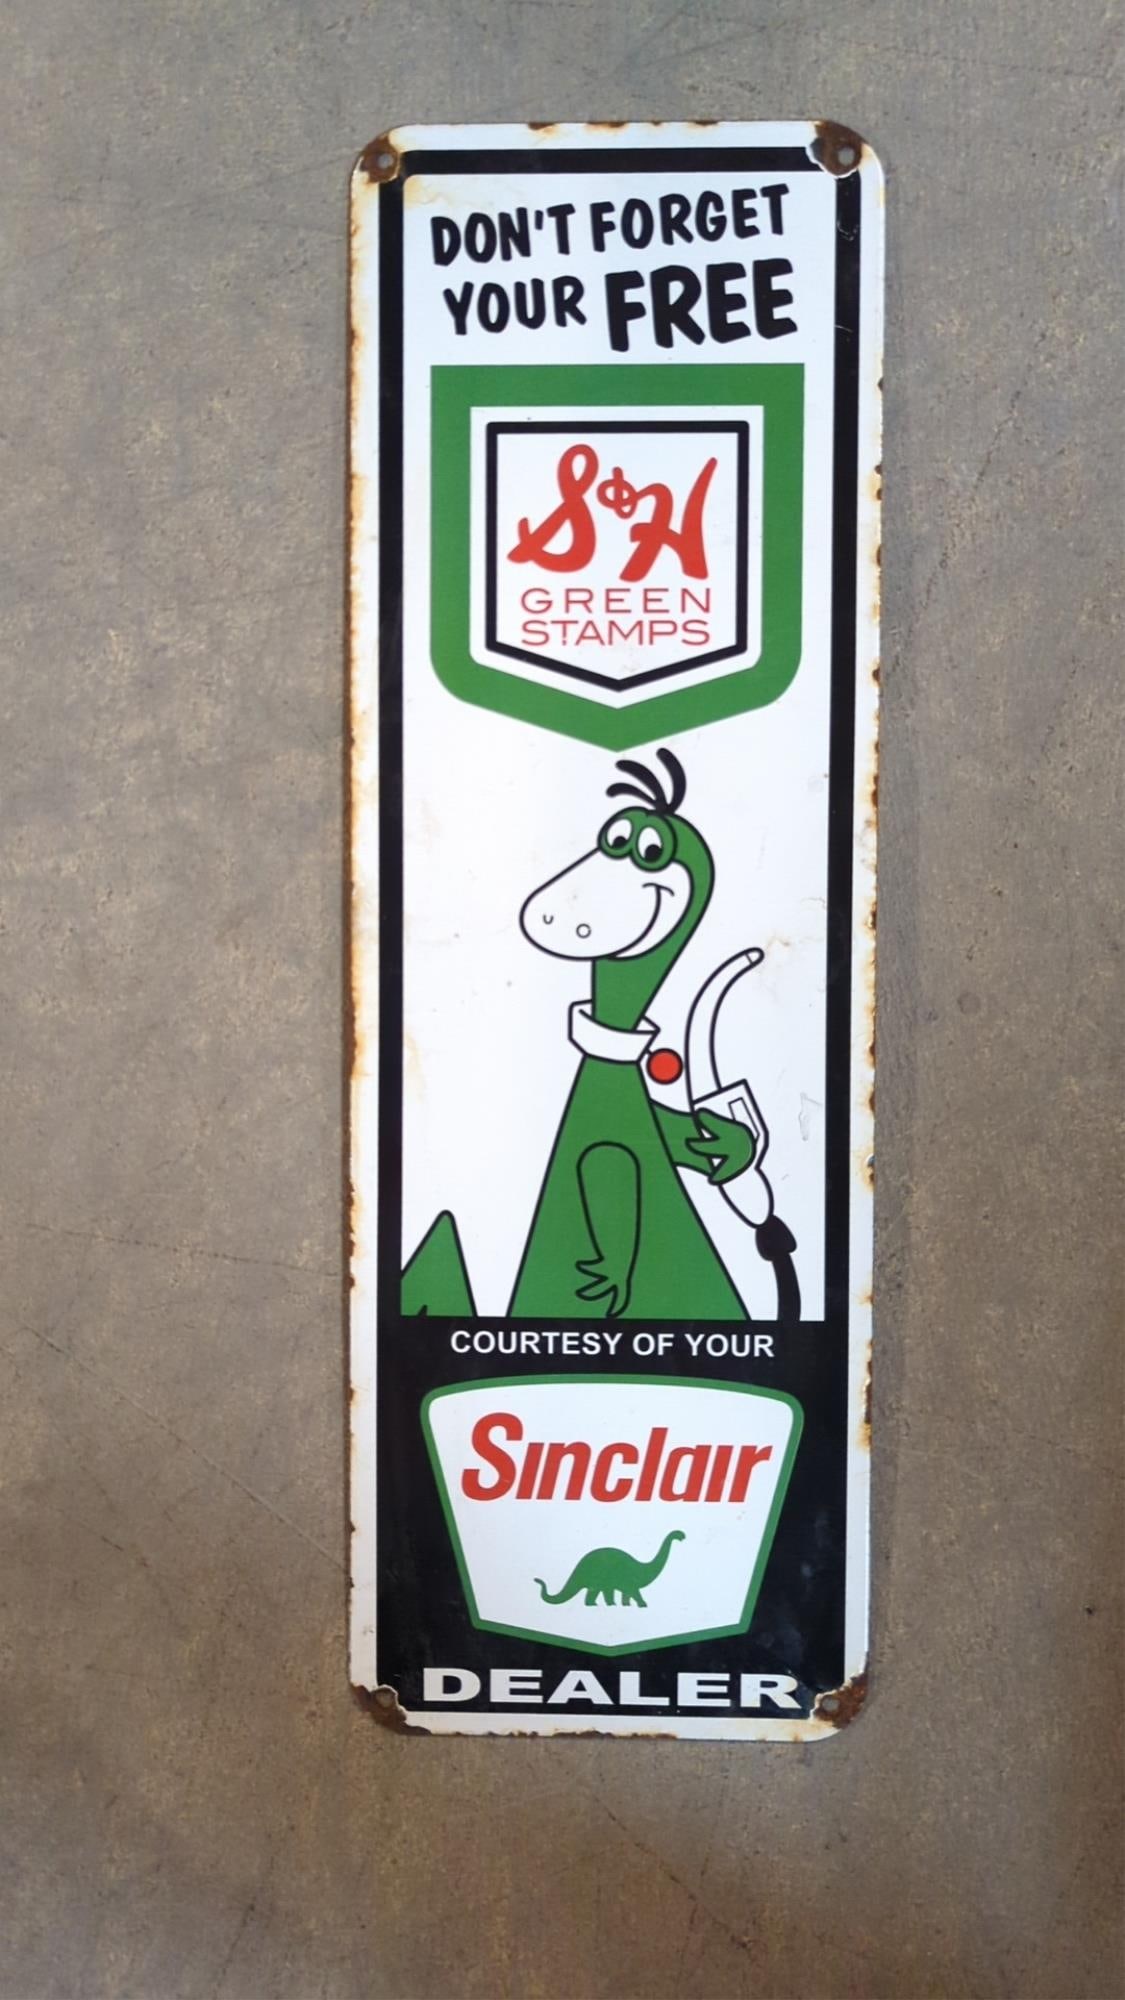 DON'T FORGET
YOUR FREE
S&H
GREEN
STAMPS
COURTESY OF YOUR
Sinclair
DEALER